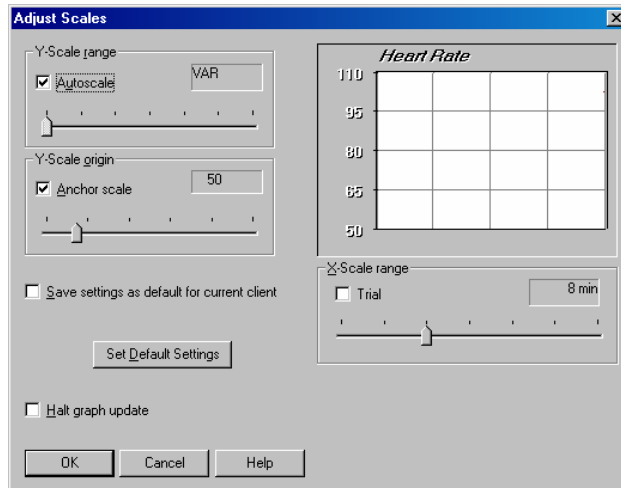 Adjust Scales
Y-Scale range
Autoscale
VAR
Y-Scale origin
Anchor scale
50
Save settings as default for current client
Set Default Settings
Halt graph update
OK
Cancel
Help
Heart Rate
110
95
80
65
50
X-Scale range
Trial
8 min